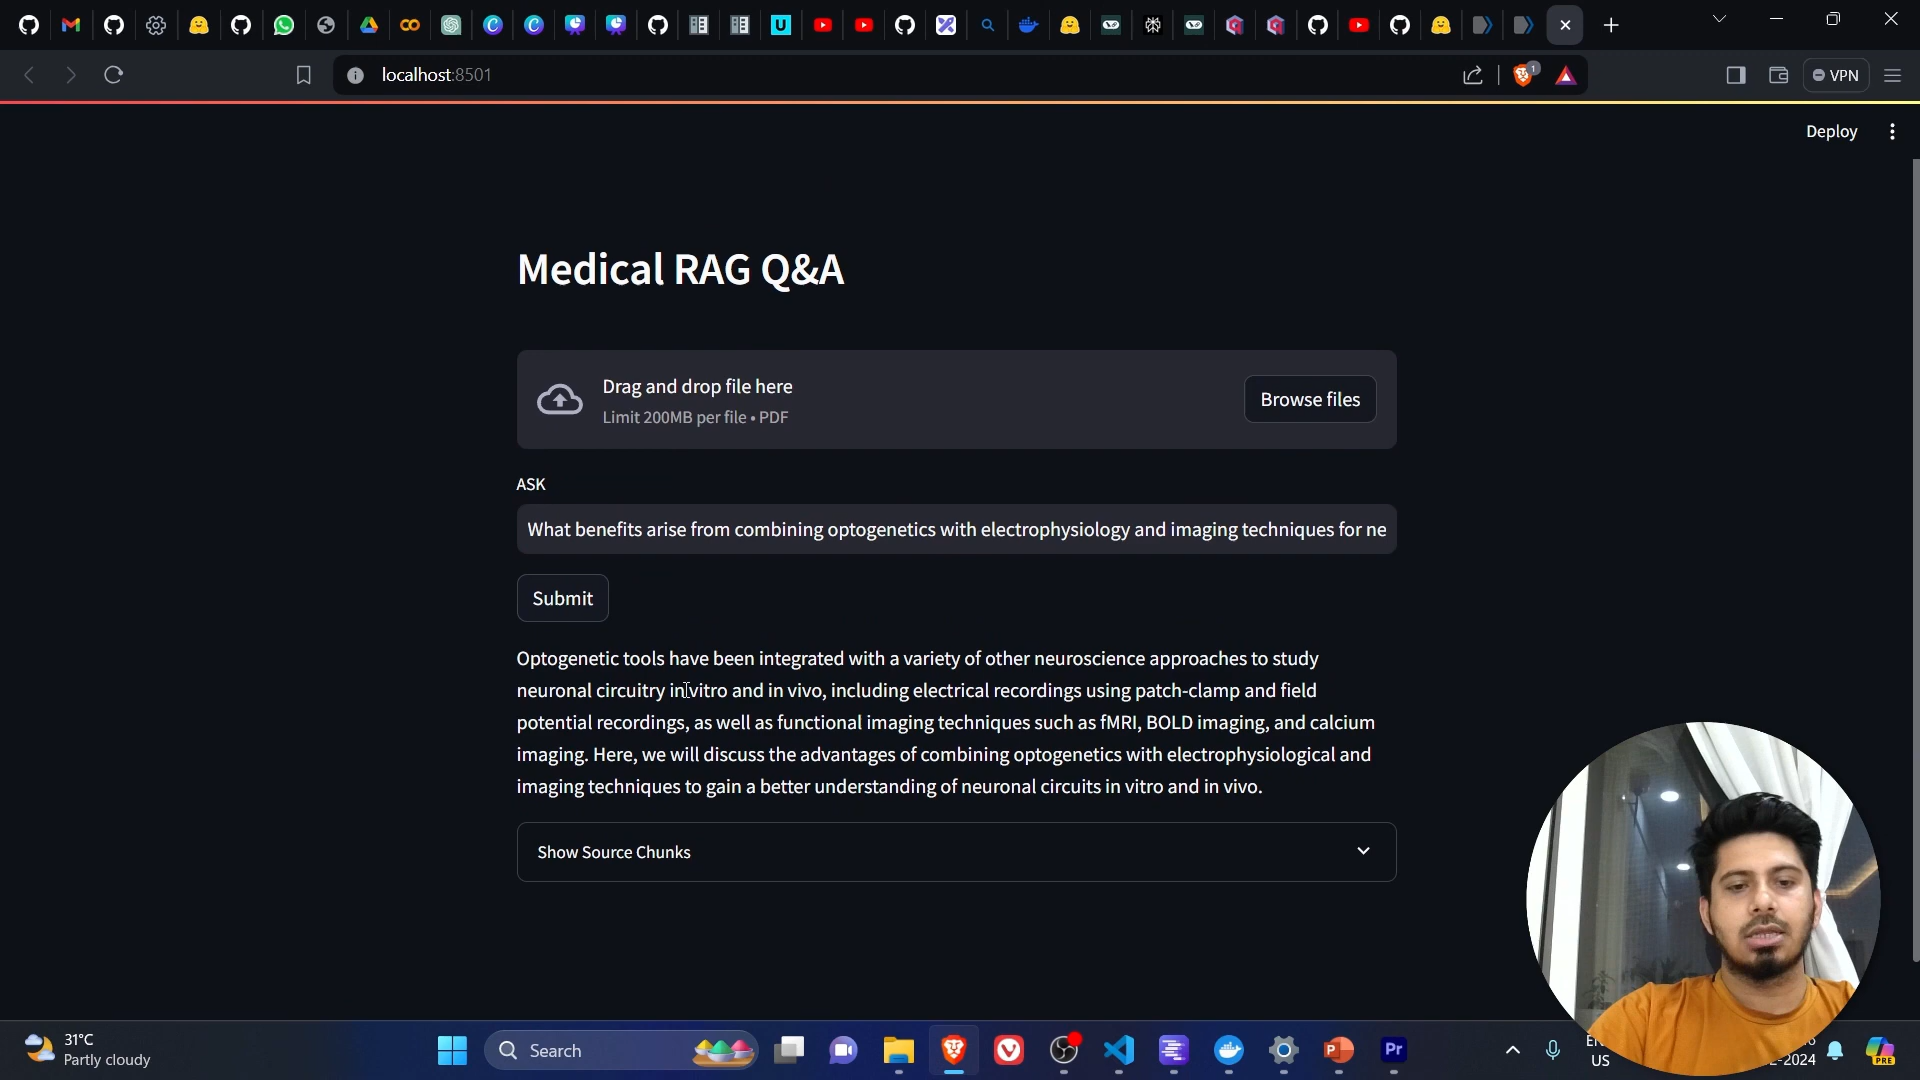 localhost:8501
1
VPN
Deploy
Medical RAG Q&A
Drag and drop file here
Limit 200MB per file • PDF
Browse files
ASK
What benefits arise from combining optogenetics with electrophysiology and imaging techniques for ne
Submit
Optogenetic tools have been integrated with a variety of other neuroscience approaches to study
neuronal circuitry in vitro and in vivo, including electrical recordings using patch-clamp and field
potential recordings, as well as functional imaging techniques such as fMRI, BOLD imaging, and calcium
imaging. Here, we will discuss the advantages of combining optogenetics with electrophysiological and
imaging techniques to gain a better understanding of neuronal circuits in vitro and in vivo.
Show Source Chunks
31°C
Partly cloudy
Search
Pr
US
-2024
PRE